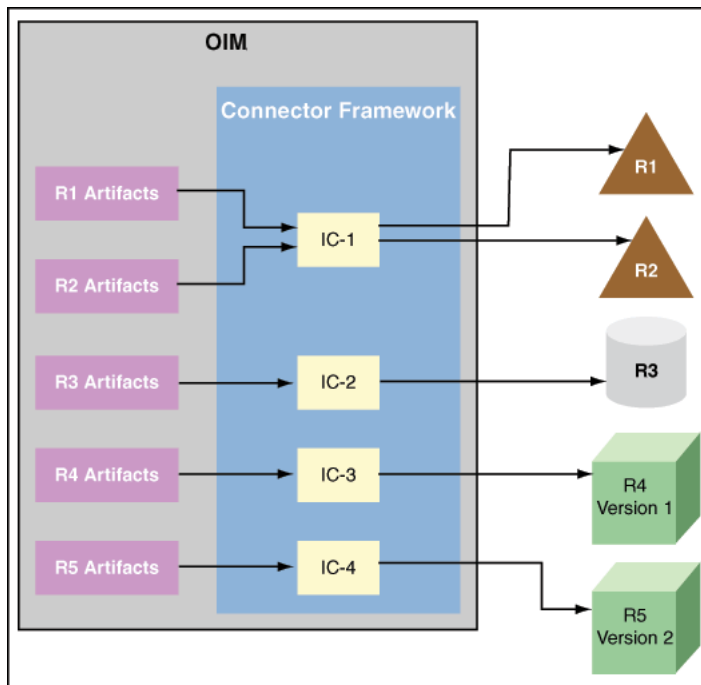 OIM
Connector Framework
R1 Artifacts
IC-1
R1
R2 Artifacts
R2
R3 Artifacts
IC-2
R3
R4 Artifacts
IC-3
R4
Version 1
R5 Artifacts
IC-4
R5
Version 2